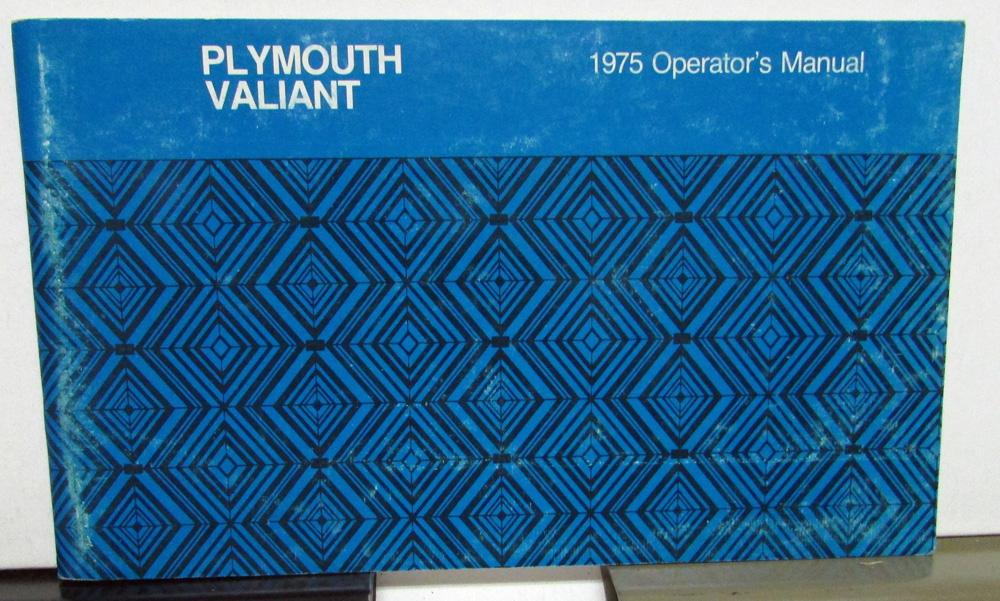 PLYMOUTH
VALIANT
1975 Operator's Manual